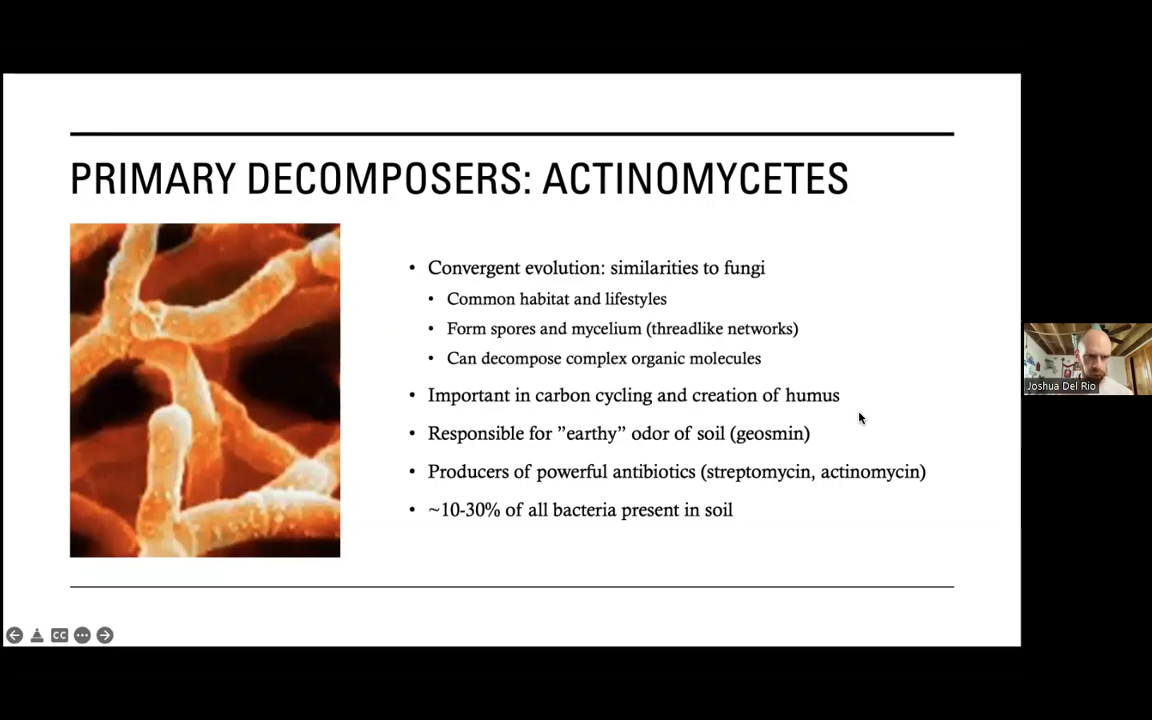 PRIMARY DECOMPOSERS: ACTINOMYCETES
• Convergent evolution: similarities to fungi
• Common habitat and lifestyles
• Form spores and mycelium (threadlike networks)
• Can decompose complex organic molecules
• Important in carbon cycling and creation of humus
• Responsible for ”earthy” odor of soil (geosmin)
• Producers of powerful antibiotics (streptomycin, actinomycin)
• ~10-30% of all bacteria present in soil
Joshua Del Rio
CC